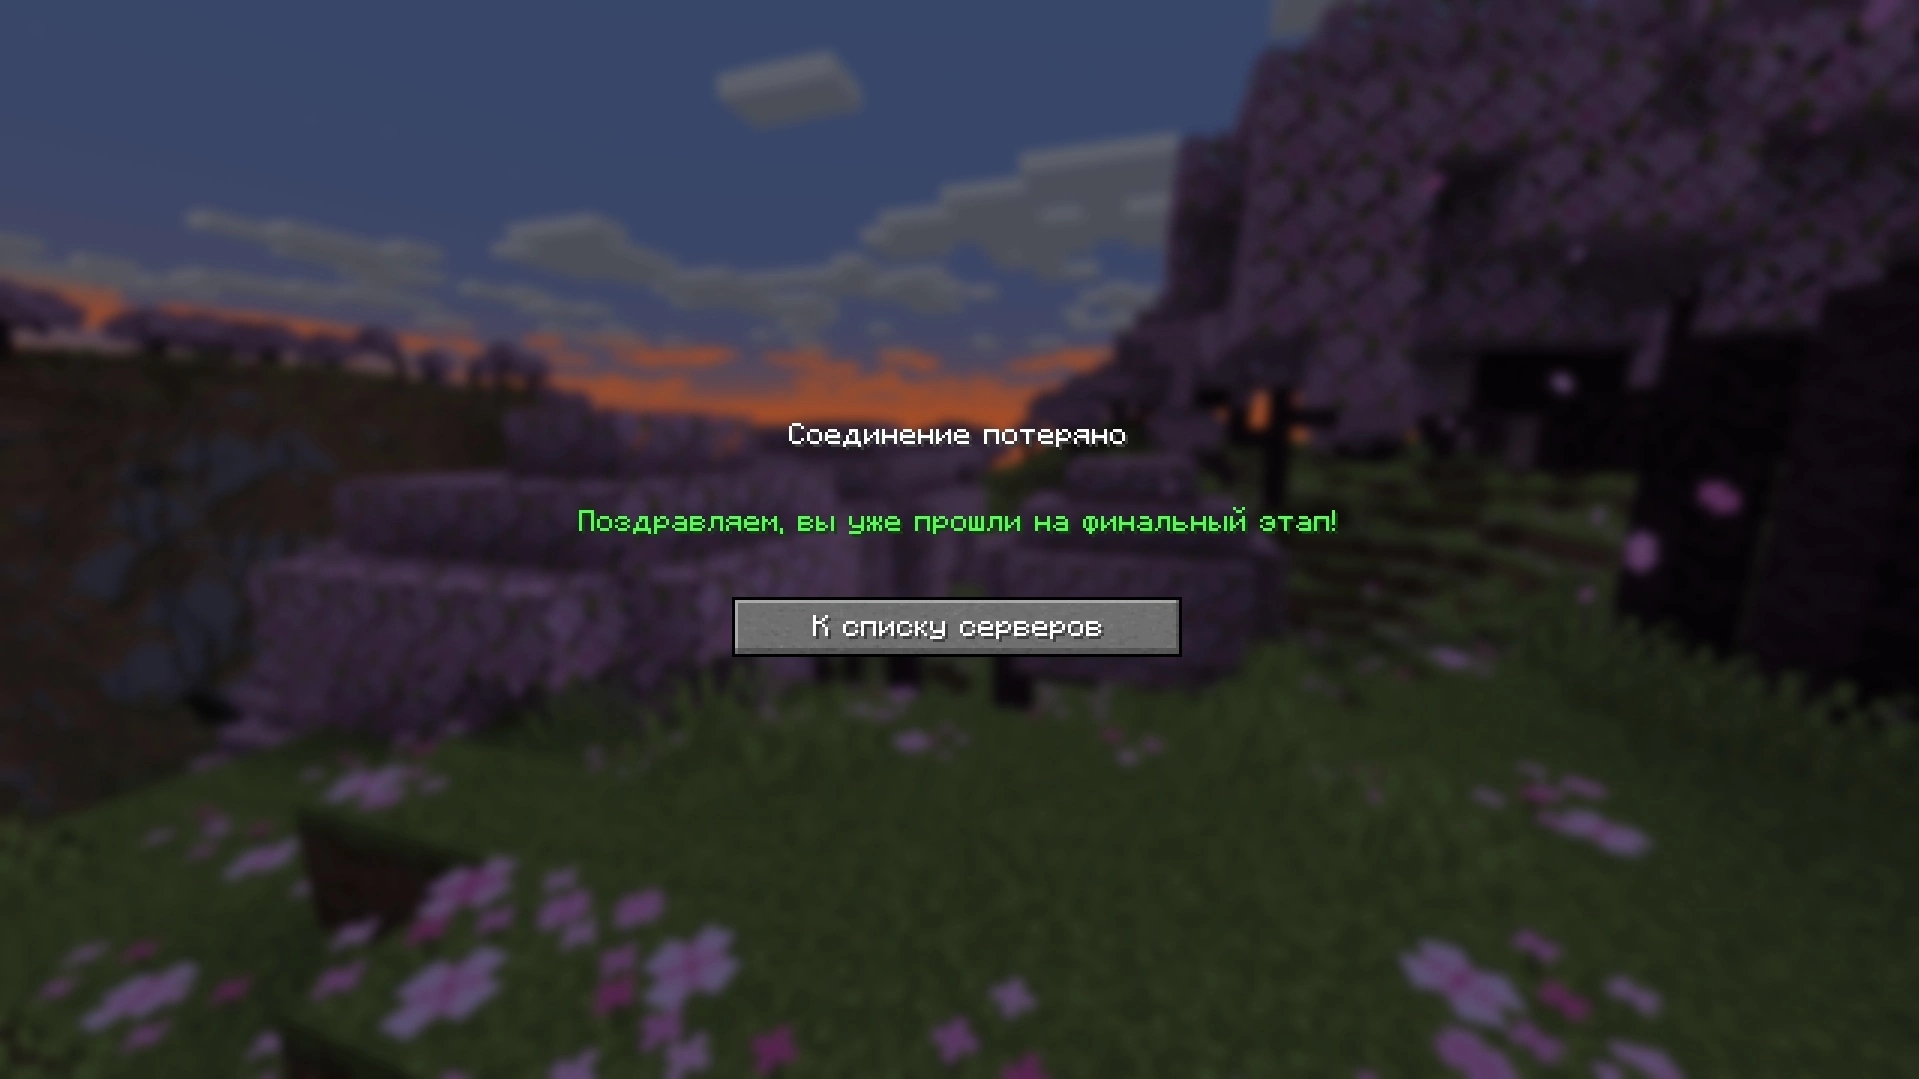 Соединение потеряно
Поздравляем, вы уже прошли на финальный этап!
К списку серверов